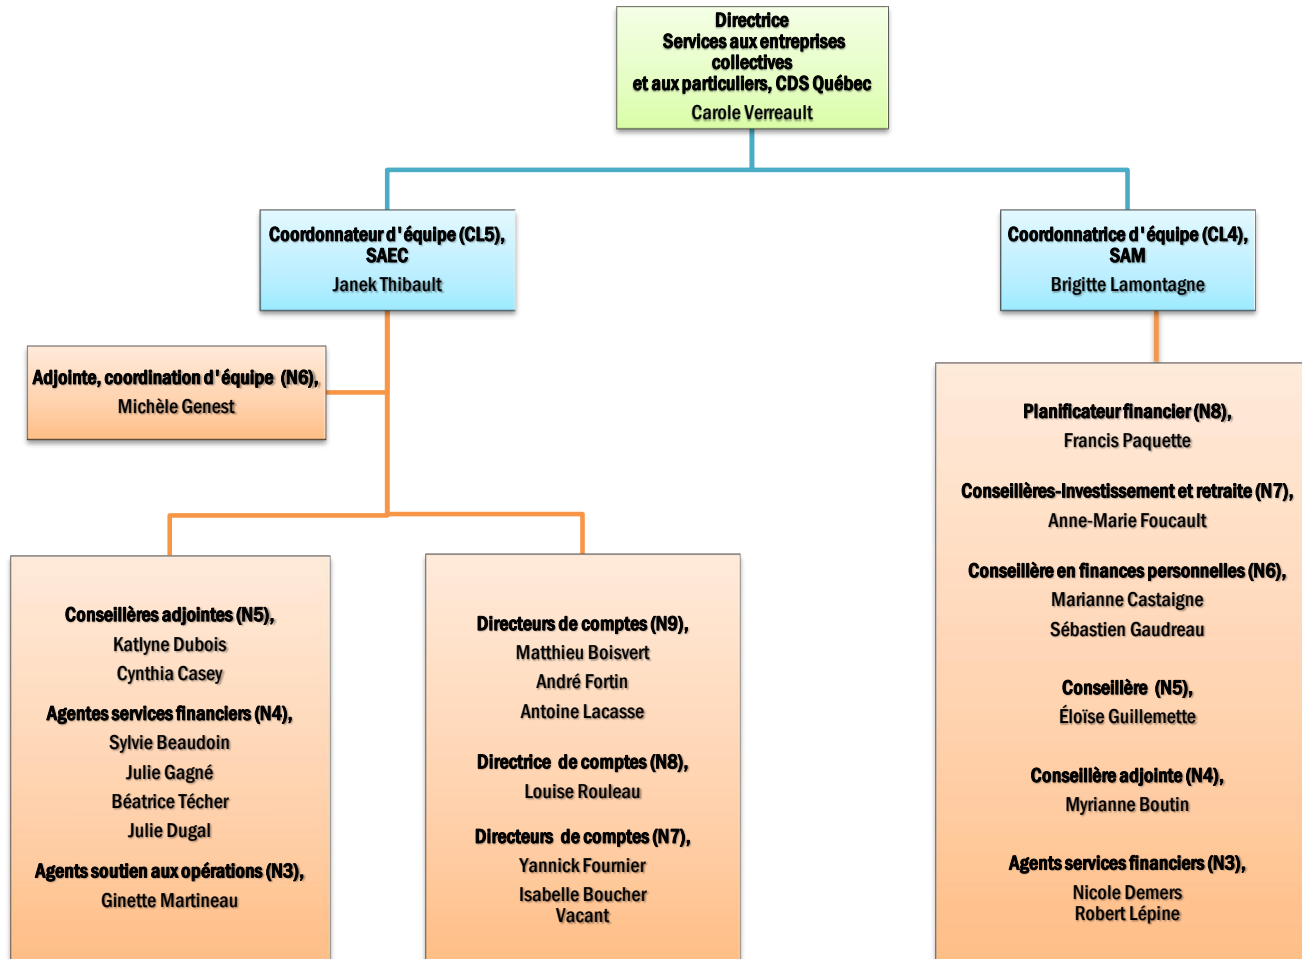 Directrice
Services aux entreprises
collectives
et aux particuliers, CDS Québec
Carole Verreault
Coordonnateur d'équipe (CL5),
SAEC
Janek Thibault
Coordonnatrice d'équipe (CL4),
SAM
Brigitte Lamontagne
Adjointe, coordination d'équipe (N6),
Michèle Genest
Conseillères adjointes (N5),
Katlyne Dubois
Cynthia Casey
Agentes services financiers (N4),
Sylvie Beaudoin
Julie Gagné
Béatrice Técher
Julie Dugal
Agents soutien aux opérations (N3),
Ginette Martineau
Directeurs de comptes (N9),
Matthieu Boisvert
André Fortin
Antoine Lacasse
Directrice de comptes (N8),
Louise Rouleau
Directeurs de comptes (N7),
Yannick Fournier
Isabelle Boucher
Vacant
Planificateur financier (N8),
Francis Paquette
Conseillères-Investissement et retraite (N7),
Anne-Marie Foucault
Conseillère en finances personnelles (N6),
Marianne Castaigne
Sébastien Gaudreau
Conseillère (N5),
Éloïse Guillemette
Conseillère adjointe (N4),
Myrianne Boutin
Agents services financiers (N3),
Nicole Demers
Robert Lépine